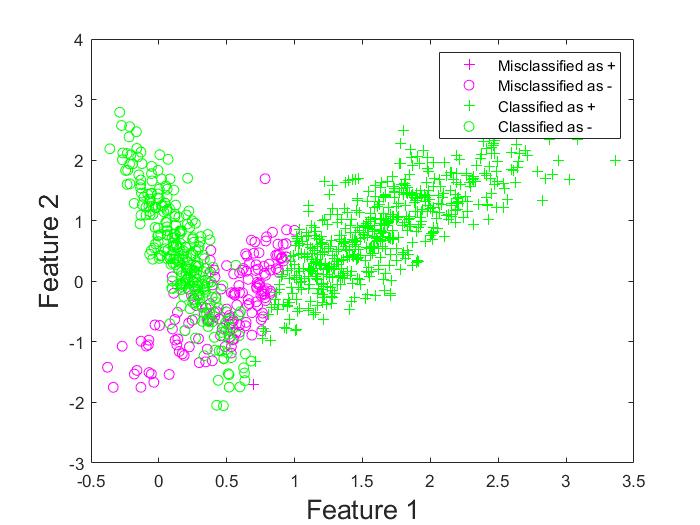 4
3
2
1
0
-1
-2
-3
-0.5
0
0.5
1
1.5
2
2.5
3
3.5
Feature 1
Feature 2
Misclassified as +
Misclassified as -
Classified as +
Classified as -